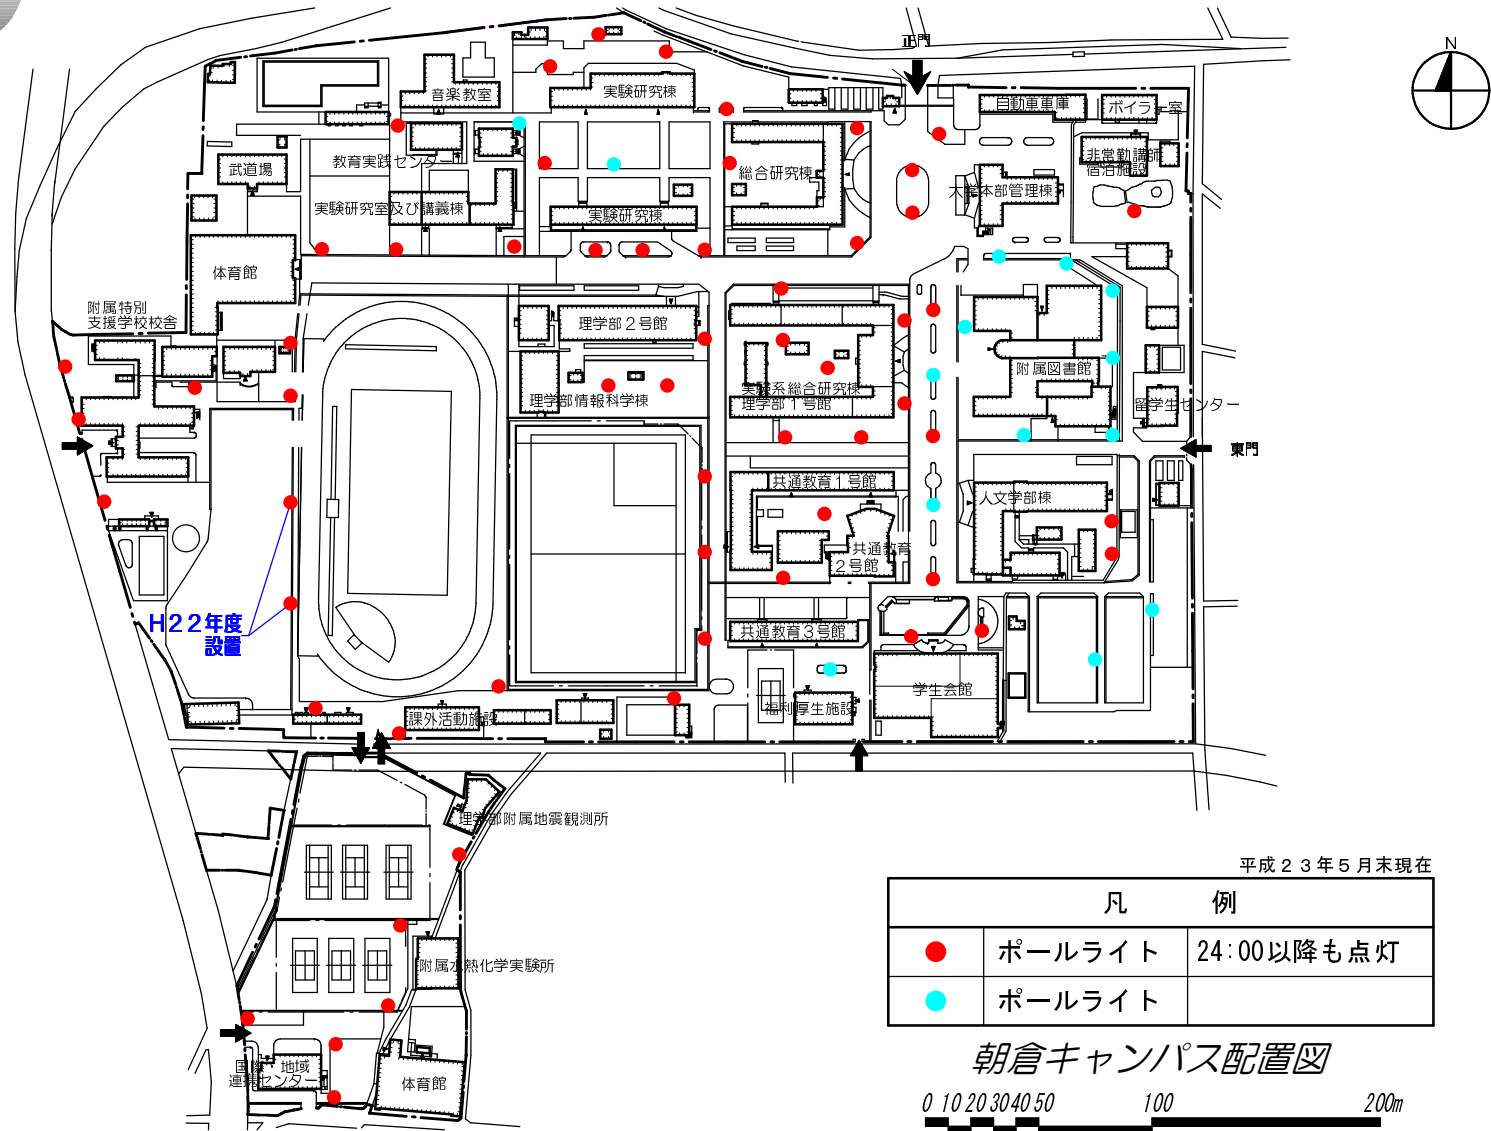 正門
N
音楽教室
実験研究棟
自動車車庫
ボイラー室
教育実践センター
武道場
総合研究棟
非常勤講師
宿泊施設
大学本部管理棟
実験研究室及び講義棟
実験研究棟
体育館
附属特別
支援学校校舎
理学部2号館
附属図書館
実験系総合研究棟
理学部1号館
理学部情報科学棟
留学生センター
東門
共通教育1号館
人文学部棟
共通教育
2号館
H22年度
設置
共通教育3号館
学生会館
福利厚生施設
課外活動施設
理学部附属地震観測所
平成23年5月末現在
凡 例
ポールライト 24:00以降も点灯
ポールライト
附属水熱化学実験所
国際・地域
連携センター
体育館
朝倉キャンパス配置図
0 10 20 30 40 50 100 200m